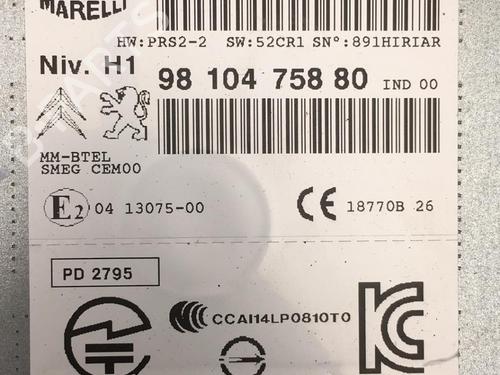 MARELLI
HW:PRS2-2 SW:52CR1 SN°:891HIRIAR
Niv. H1
98 104 758 80 IND 00
MM-BTEL
SMEG CEM00
E2 04 13075-00
CE 18770B 26
PD 2795
CCAI14LP0810T0